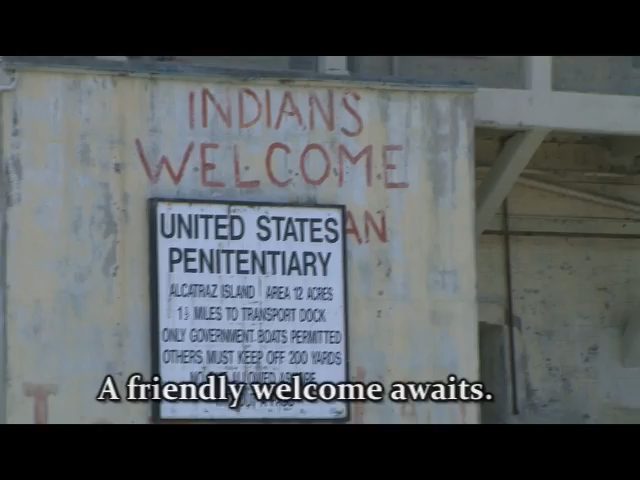 INDIANS
WELCOME
AN
UNITED STATES
PENITENTIARY
ALCATRAZ ISLAND AREA 12 ACRES
1½ MILES TO TRANSPORT DOCK
ONLY GOVERNMENT BOATS PERMITTED
OTHERS MUST KEEP OFF 200 YARDS
A friendly welcome awaits.